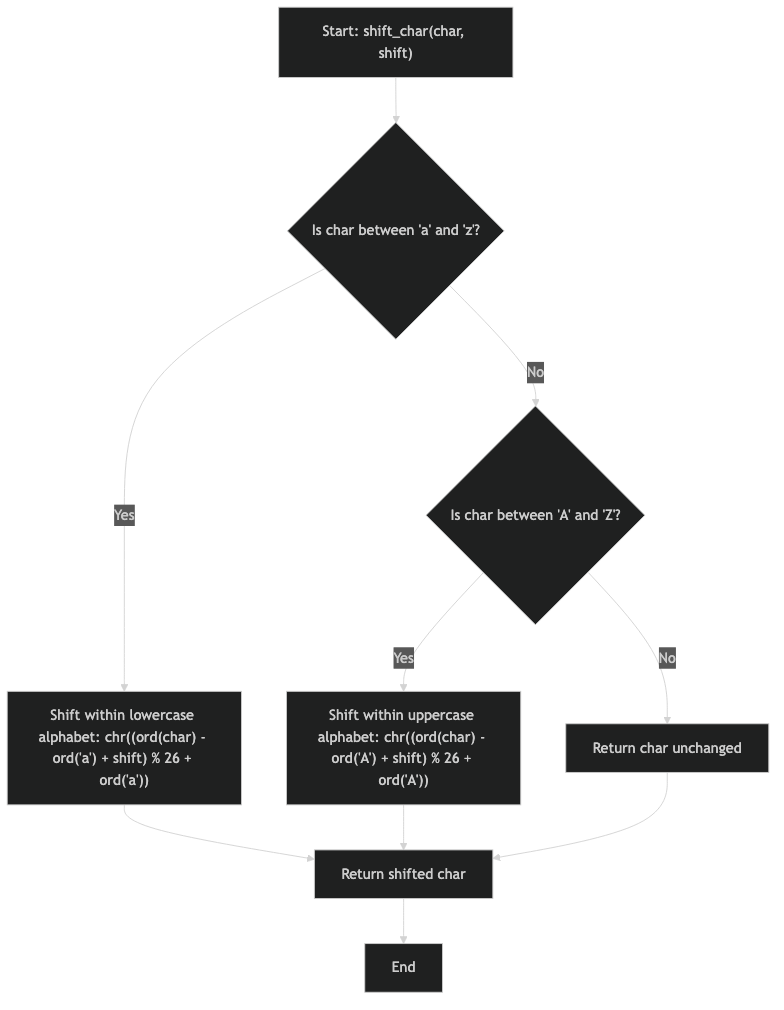 Start: shift_char(char,
shift)
Is char between 'a' and 'z'?
No
Is char between 'A' and 'Z'?
Yes
Yes
No
Shift within lowercase
alphabet: chr((ord(char) -
ord('a') + shift) % 26 +
ord('a'))
Shift within uppercase
alphabet: chr((ord(char) -
ord('A') + shift) % 26 +
ord('A'))
Return char unchanged
Return shifted char
End